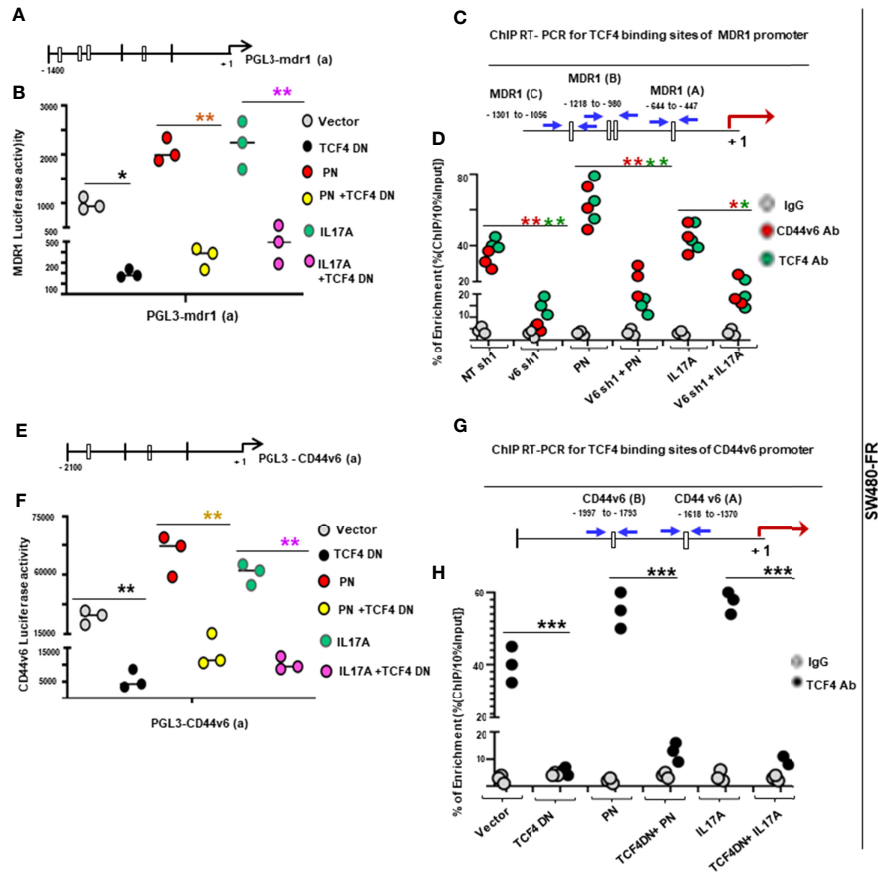 A
-1400
+1
PGL3-mdr1 (a)
B
MDR1 Luciferase activity
3000
2000
1000
500
500
200
100
*
**
**
Vector
TCF4 DN
PN
PN +TCF4 DN
IL17A
IL17A
+TCF4 DN
PGL3-mdr1 (a)
C
ChIP RT- PCR for TCF4 binding sites of MDR1 promoter
MDR1 (C)
- 1301 to - 1056
MDR1 (B)
- 1218 to - 980
MDR1 (A)
- 644 to - 447
+ 1
D
% of Enrichment [%(ChIP/10%Input])
80
40
20
20
10
****
****
**
IgG
CD44v6 Ab
TCF4 Ab
NT sh1
v6 sh1
PN
V6 sh1 + PN
IL17A
V6 sh1 + IL17A
E
- 2100
+1
PGL3 - CD44v6 (a)
F
CD44v6 Luciferase activity
75000
60000
15000
15000
5000
**
**
**
Vector
TCF4 DN
PN
PN +TCF4 DN
IL17A
IL17A +TCF4 DN
PGL3-CD44v6 (a)
G
ChIP RT-PCR for TCF4 binding sites of CD44v6 promoter
CD44v6 (B)
- 1997 to - 1793
CD44 v6 (A)
- 1618 to -1370
+1
H
% of Enrichment [%(ChIP/10%Input])
60
40
20
20
10
***
***
***
IgG
TCF4 Ab
Vector
TCF4 DN
PN
TCF4DN+ PN
IL17A
TCF4DN+ IL17A
SW480-FR